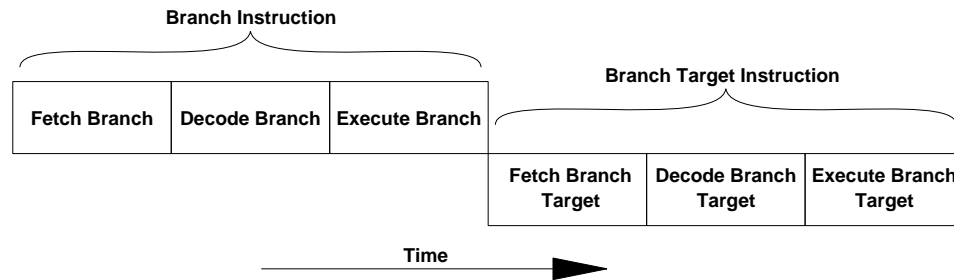 Branch Instruction
Branch Target Instruction
Fetch Branch
Decode Branch
Execute Branch
Fetch Branch
Target
Decode Branch
Target
Execute Branch
Target
Time